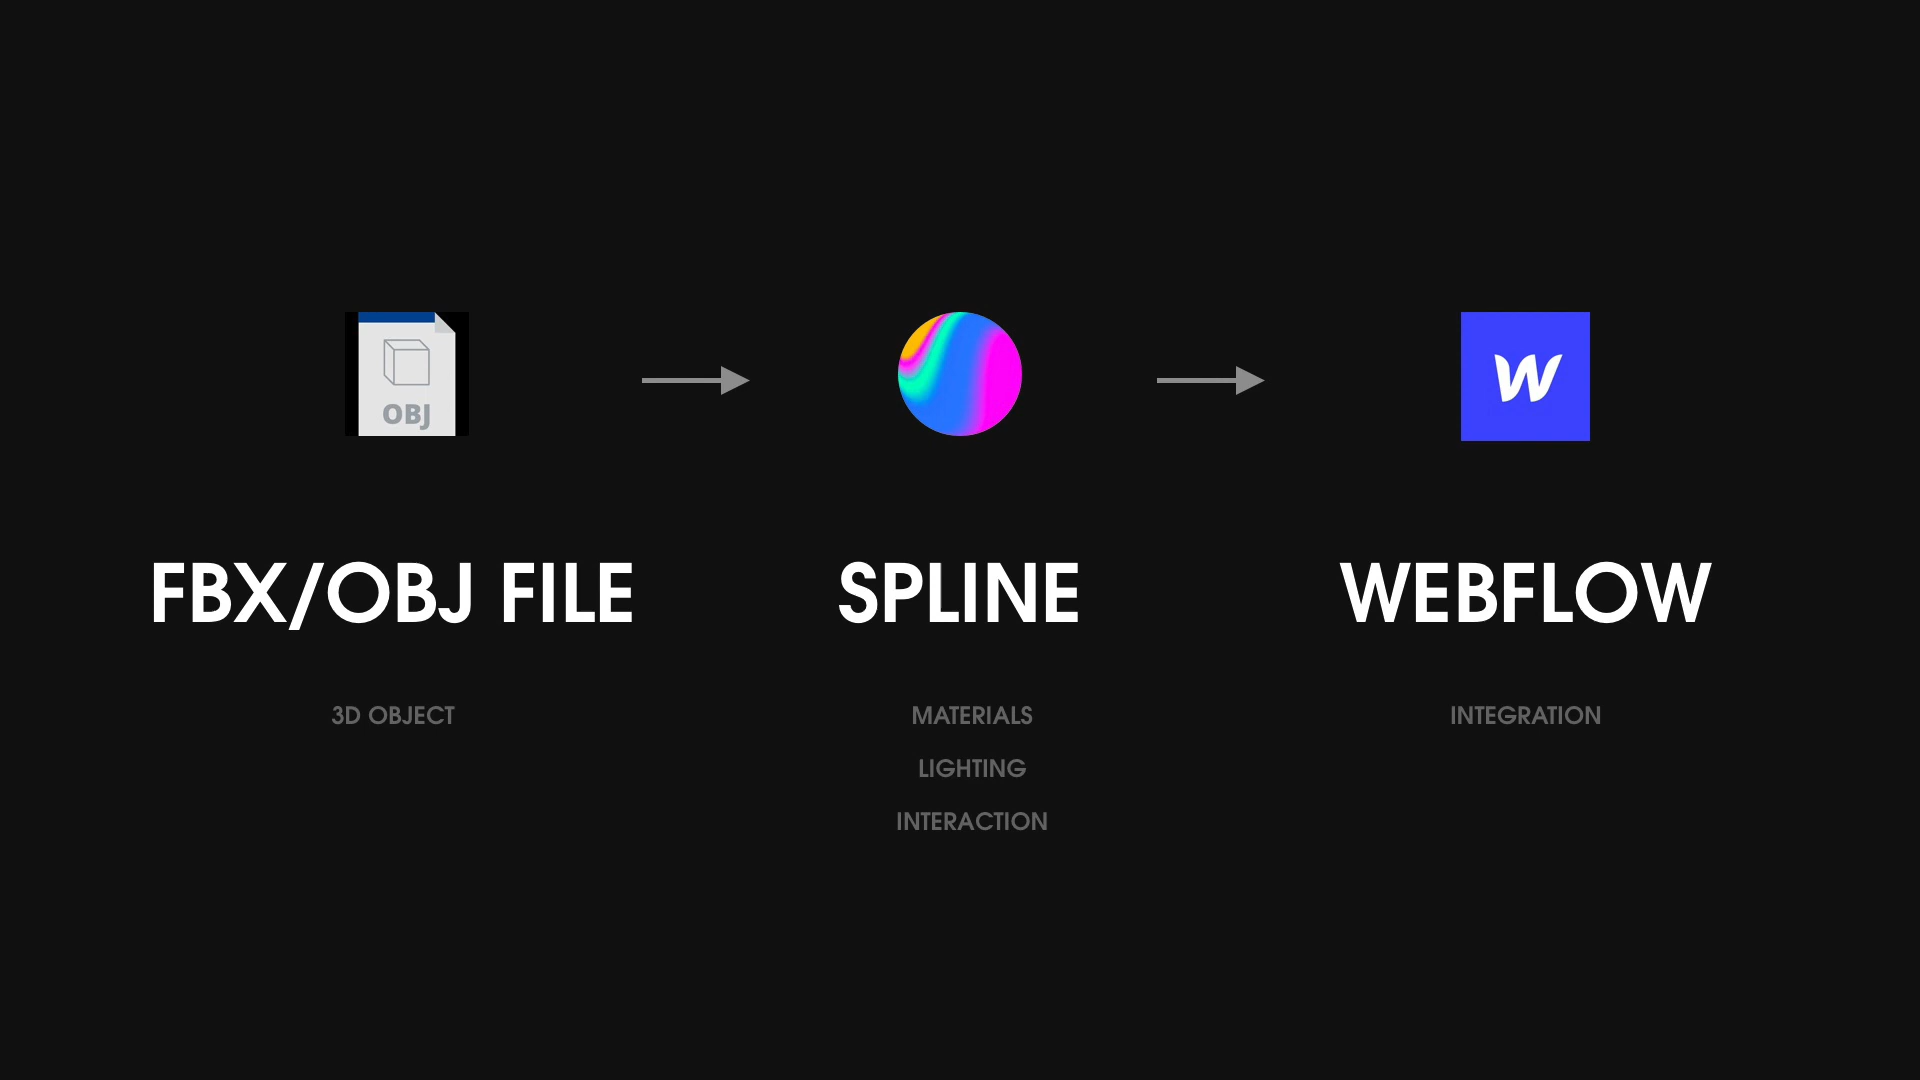 OBJ
W
FBX/OBJ FILE
SPLINE
WEBFLOW
3D OBJECT
MATERIALS
INTEGRATION
LIGHTING
INTERACTION